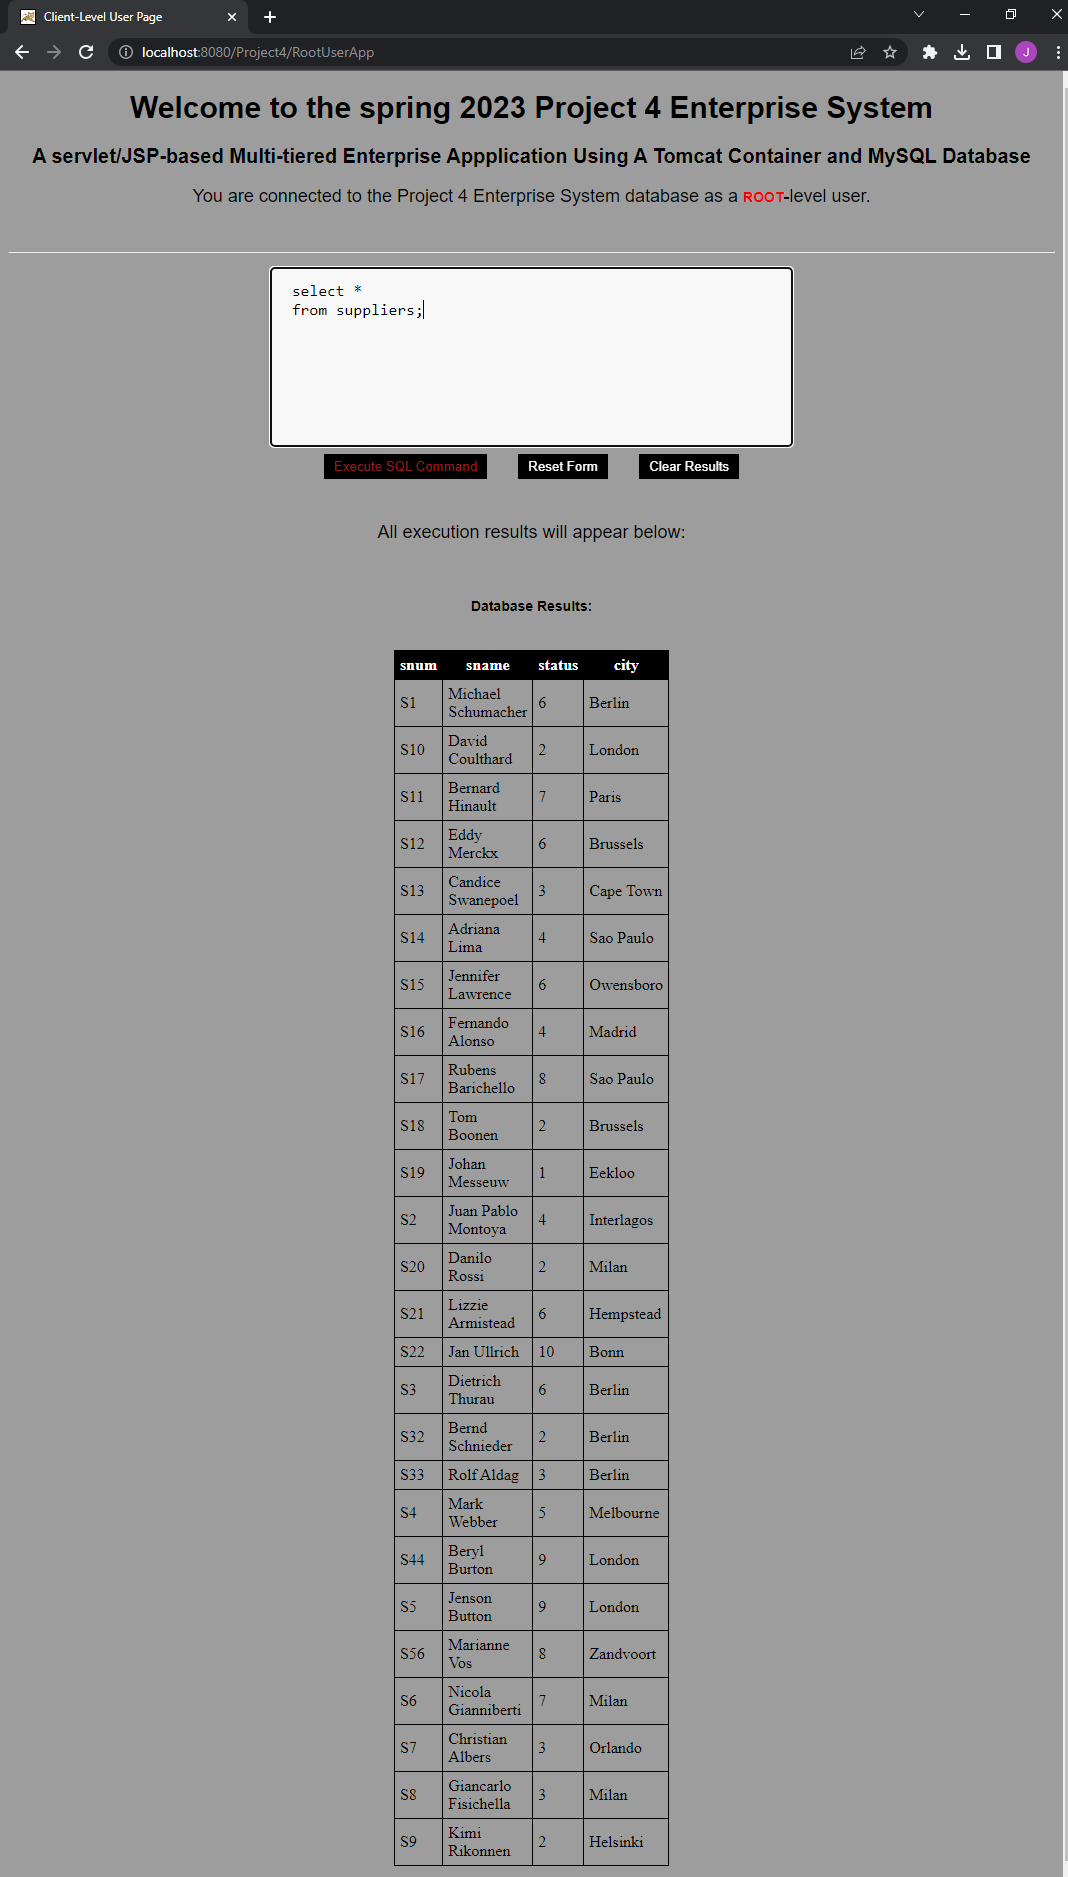 Client-Level User Page
localhost:8080/Project4/RootUserApp
J
Welcome to the spring 2023 Project 4 Enterprise System
A servlet/JSP-based Multi-tiered Enterprise Appplication Using A Tomcat Container and MySQL Database
You are connected to the Project 4 Enterprise System database as a ROOT-level user.
select *
from suppliers;
Execute SQL Command Reset Form Clear Results
All execution results will appear below:
Database Results:
snum sname status city
S1 Michael Schumacher 6 Berlin
S10 David Coulthard 2 London
S11 Bernard Hinault 7 Paris
S12 Eddy Merckx 6 Brussels
S13 Candice Swanepoel 3 Cape Town
S14 Adriana Lima 4 Sao Paulo
S15 Jennifer Lawrence 6 Owensboro
S16 Fernando Alonso 4 Madrid
S17 Rubens Barichello 8 Sao Paulo
S18 Tom Boonen 2 Brussels
S19 Johan Messeuw 1 Eekloo
S2 Juan Pablo Montoya 4 Interlagos
S20 Danilo Rossi 2 Milan
S21 Lizzie Armistead 6 Hempstead
S22 Jan Ullrich 10 Bonn
S3 Dietrich Thurau 6 Berlin
S32 Bernd Schnieder 2 Berlin
S33 Rolf Aldag 3 Berlin
S4 Mark Webber 5 Melbourne
S44 Beryl Burton 9 London
S5 Jenson Button 9 London
S56 Marianne Vos 8 Zandvoort
S6 Nicola Gianniberti 7 Milan
S7 Christian Albers 3 Orlando
S8 Giancarlo Fisichella 3 Milan
S9 Kimi Rikonnen 2 Helsinki